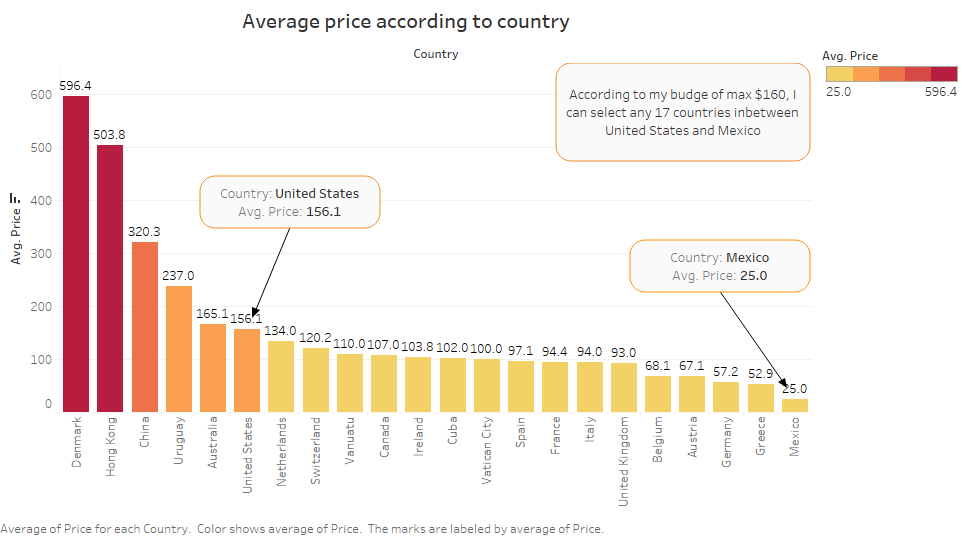 Average price according to country
Country
Avg. Price
25.0 596.4
According to my budge of max $160, I
can select any 17 countries inbetween
United States and Mexico
Country: United States
Avg. Price: 156.1
Country: Mexico
Avg. Price: 25.0
Avg. Price
600
500
400
300
200
100
0
596.4
503.8
320.3
237.0
165.1
156.1
134.0
120.2
110.0
107.0
103.8
102.0
100.0
97.1
94.4
94.0
93.0
68.1
67.1
57.2
52.9
25.0
Denmark
Hong Kong
China
Uruguay
Australia
United States
Netherlands
Switzerland
Vanuatu
Canada
Ireland
Cuba
Vatican City
Spain
France
Italy
United Kingdom
Belgium
Austria
Germany
Greece
Mexico
Average of Price for each Country.  Color shows average of Price.  The marks are labeled by average of Price.